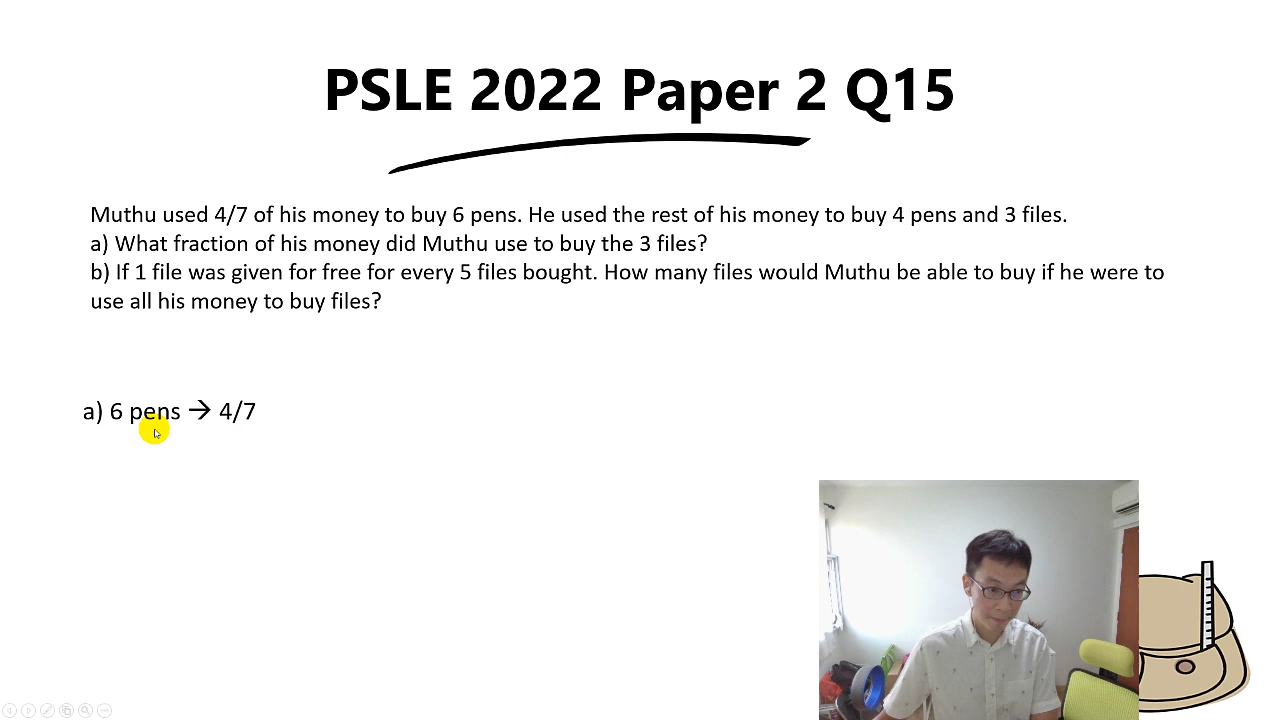 PSLE 2022 Paper 2 Q15
Muthu used 4/7 of his money to buy 6 pens. He used the rest of his money to buy 4 pens and 3 files.
a) What fraction of his money did Muthu use to buy the 3 files?
b) If 1 file was given for free for every 5 files bought. How many files would Muthu be able to buy if he were to
use all his money to buy files?
a) 6 pens → 4/7